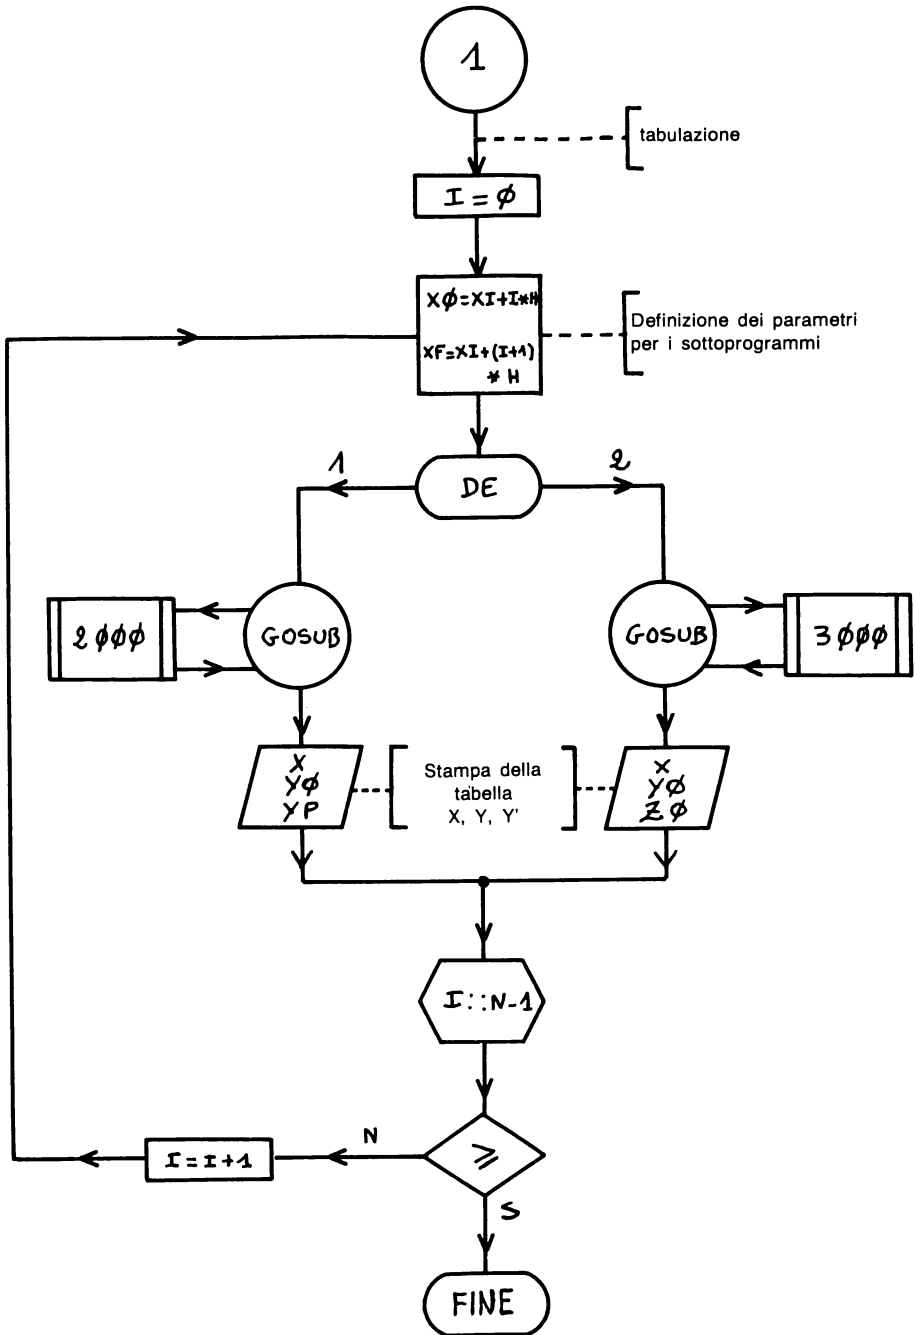 1
tabulazione
I = Ø
XØ=XI+I*H
XF=XI+(I+1)
* H
Definizione dei parametri
per i sottoprogrammi
1
DE
2
2ØØØ
GOSUB
GOSUB
3ØØØ
X
YØ
YP
Stampa della
tabella
X, Y, Y'
X
YØ
ZØ
I::N-1
N
I=I+1
≥
S
FINE